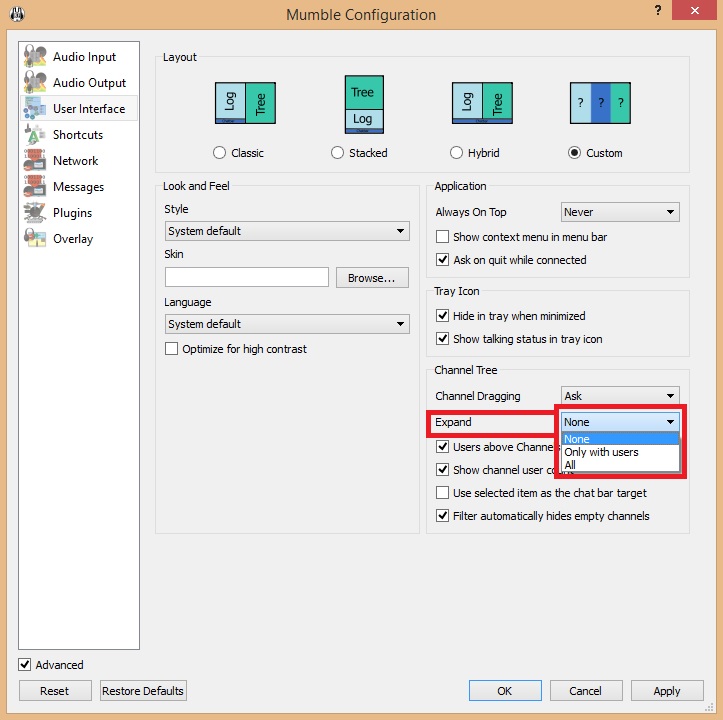 Mumble Configuration
?
x
Audio Input
Audio Output
User Interface
Shortcuts
Network
Messages
Plugins
Overlay
Layout
Log
Tree
Tree
Log
Log
Tree
? ? ?
Classic
Stacked
Hybrid
Custom
Look and Feel
Style
System default
Skin
Browse...
Language
System default
Optimize for high contrast
Application
Always On Top
Never
Show context menu in menu bar
Ask on quit while connected
Tray Icon
Hide in tray when minimized
Show talking status in tray icon
Channel Tree
Channel Dragging
Ask
Expand
None
None
Only with users
All
Users above Channels
Show channel user count
Use selected item as the chat bar target
Filter automatically hides empty channels
Advanced
Reset
Restore Defaults
OK
Cancel
Apply